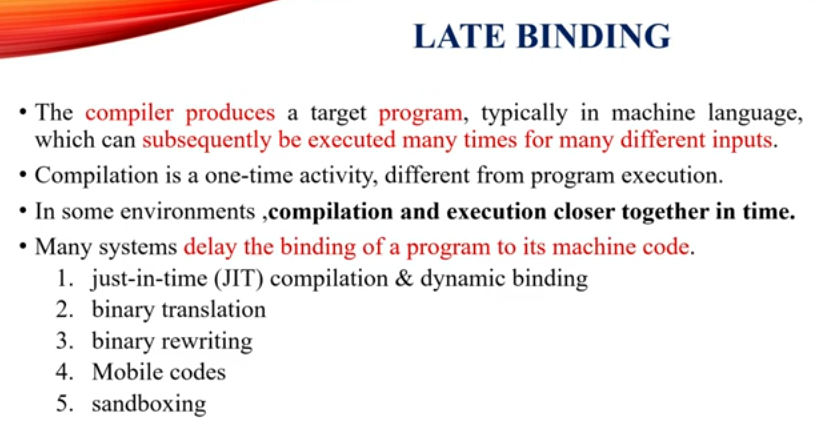 LATE BINDING
• The compiler produces a target program, typically in machine language,
which can subsequently be executed many times for many different inputs.
• Compilation is a one-time activity, different from program execution.
• In some environments ,compilation and execution closer together in time.
• Many systems delay the binding of a program to its machine code.
1. just-in-time (JIT) compilation & dynamic binding
2. binary translation
3. binary rewriting
4. Mobile codes
5. sandboxing